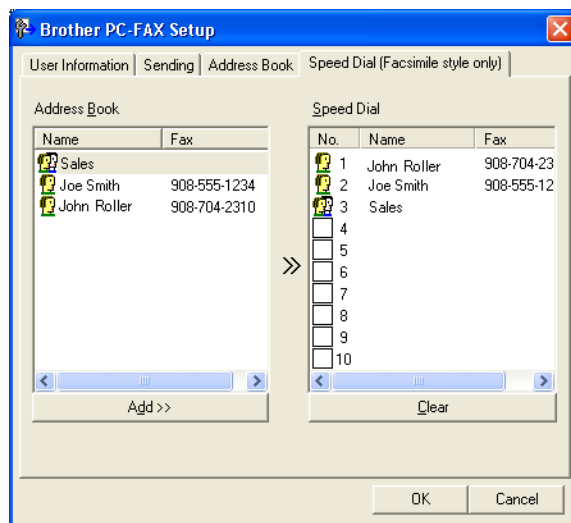 Brother PC-FAX Setup
User Information Sending Address Book Speed Dial (Facsimile style only)
Address Book Speed Dial
Name Fax No. Name Fax
Sales 1 John Roller 908-704-23
Joe Smith 908-555-1234 2 Joe Smith 908-555-12
John Roller 908-704-2310 3 Sales
4
5
6
7
8
9
10
Add >> Clear
OK Cancel